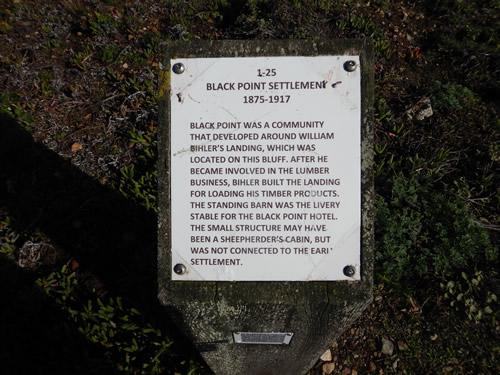 1-25
BLACK POINT SETTLEMENT
1875-1917
BLACK POINT WAS A COMMUNITY
THAT DEVELOPED AROUND WILLIAM
BIHLER'S LANDING, WHICH WAS
LOCATED ON THIS BLUFF. AFTER HE
BECAME INVOLVED IN THE LUMBER
BUSINESS, BIHLER BUILT THE LANDING
FOR LOADING HIS TIMBER PRODUCTS.
THE STANDING BARN WAS THE LIVERY
STABLE FOR THE BLACK POINT HOTEL.
THE SMALL STRUCTURE MAY HAVE
BEEN A SHEEPHERDER'S CABIN, BUT
WAS NOT CONNECTED TO THE
SETTLEMENT.